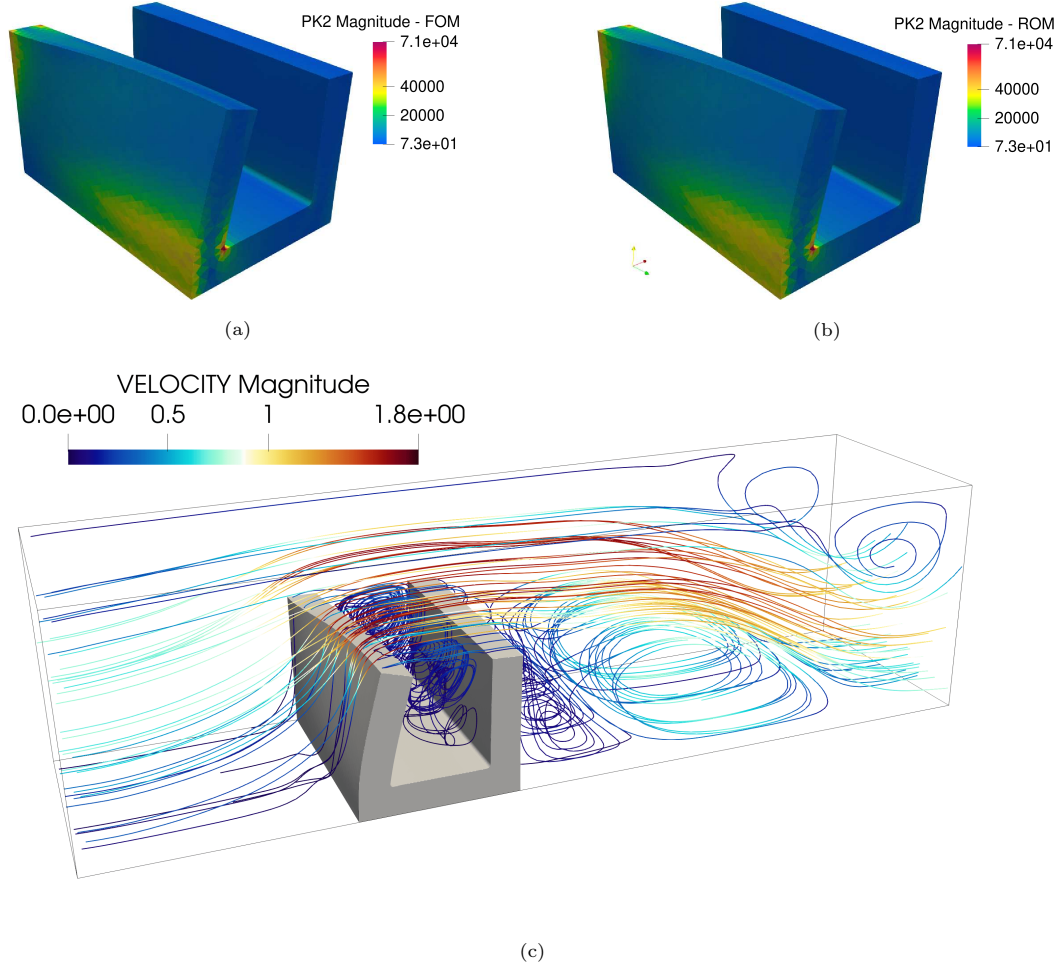 PK2 Magnitude - FOM
7.1e+04
40000
20000
7.3e+01
(a)
PK2 Magnitude - ROM
7.1e+04
40000
20000
7.3e+01
(b)
VELOCITY Magnitude
0.0e+00 0.5 1 1.8e+00
(c)